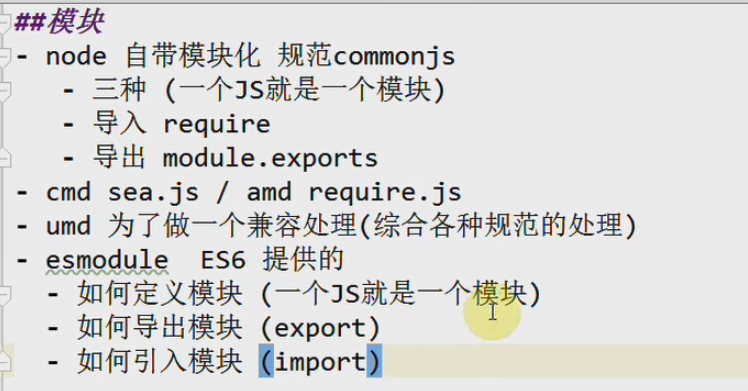 ##模块
- node 自带模块化 规范commonjs
- 三种 (一个JS就是一个模块)
- 导入 require
- 导出 module.exports
- cmd sea.js / amd require.js
- umd 为了做一个兼容处理(综合各种规范的处理)
- esmodule ES6 提供的
- 如何定义模块 (一个JS就是一个模块)
- 如何导出模块 (export)
- 如何引入模块 (import)